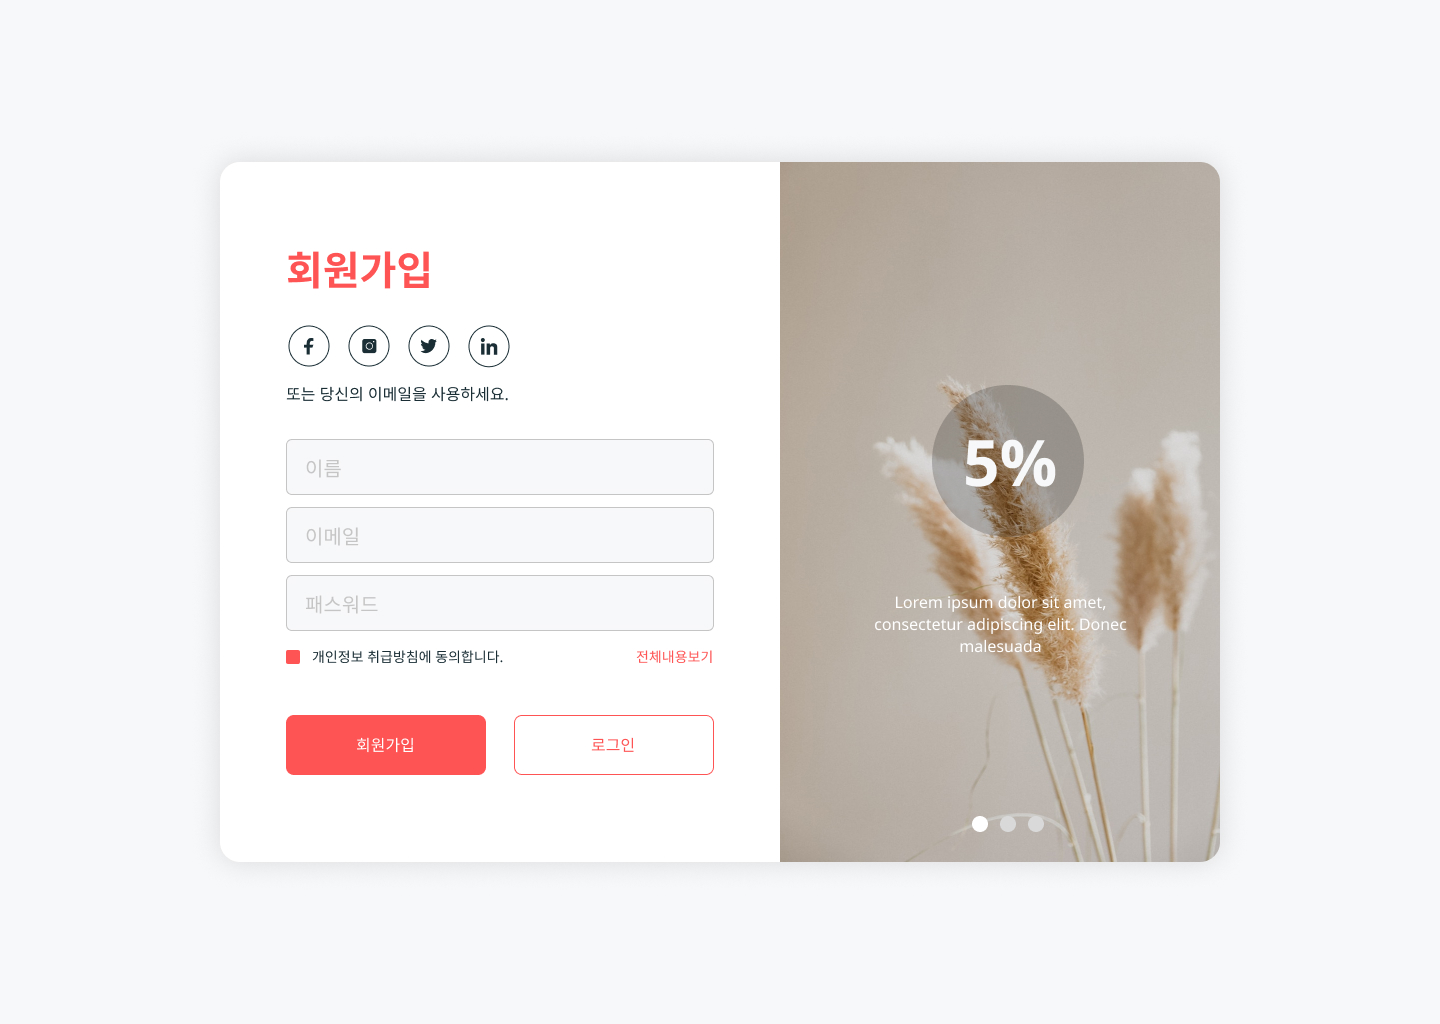 회원가입
또는 당신의 이메일을 사용하세요.
이름
이메일
패스워드
개인정보 취급방침에 동의합니다.
전체내용보기
회원가입
로그인
5%
Lorem ipsum dolor sit amet,
consectetur adipiscing elit. Donec
malesuada